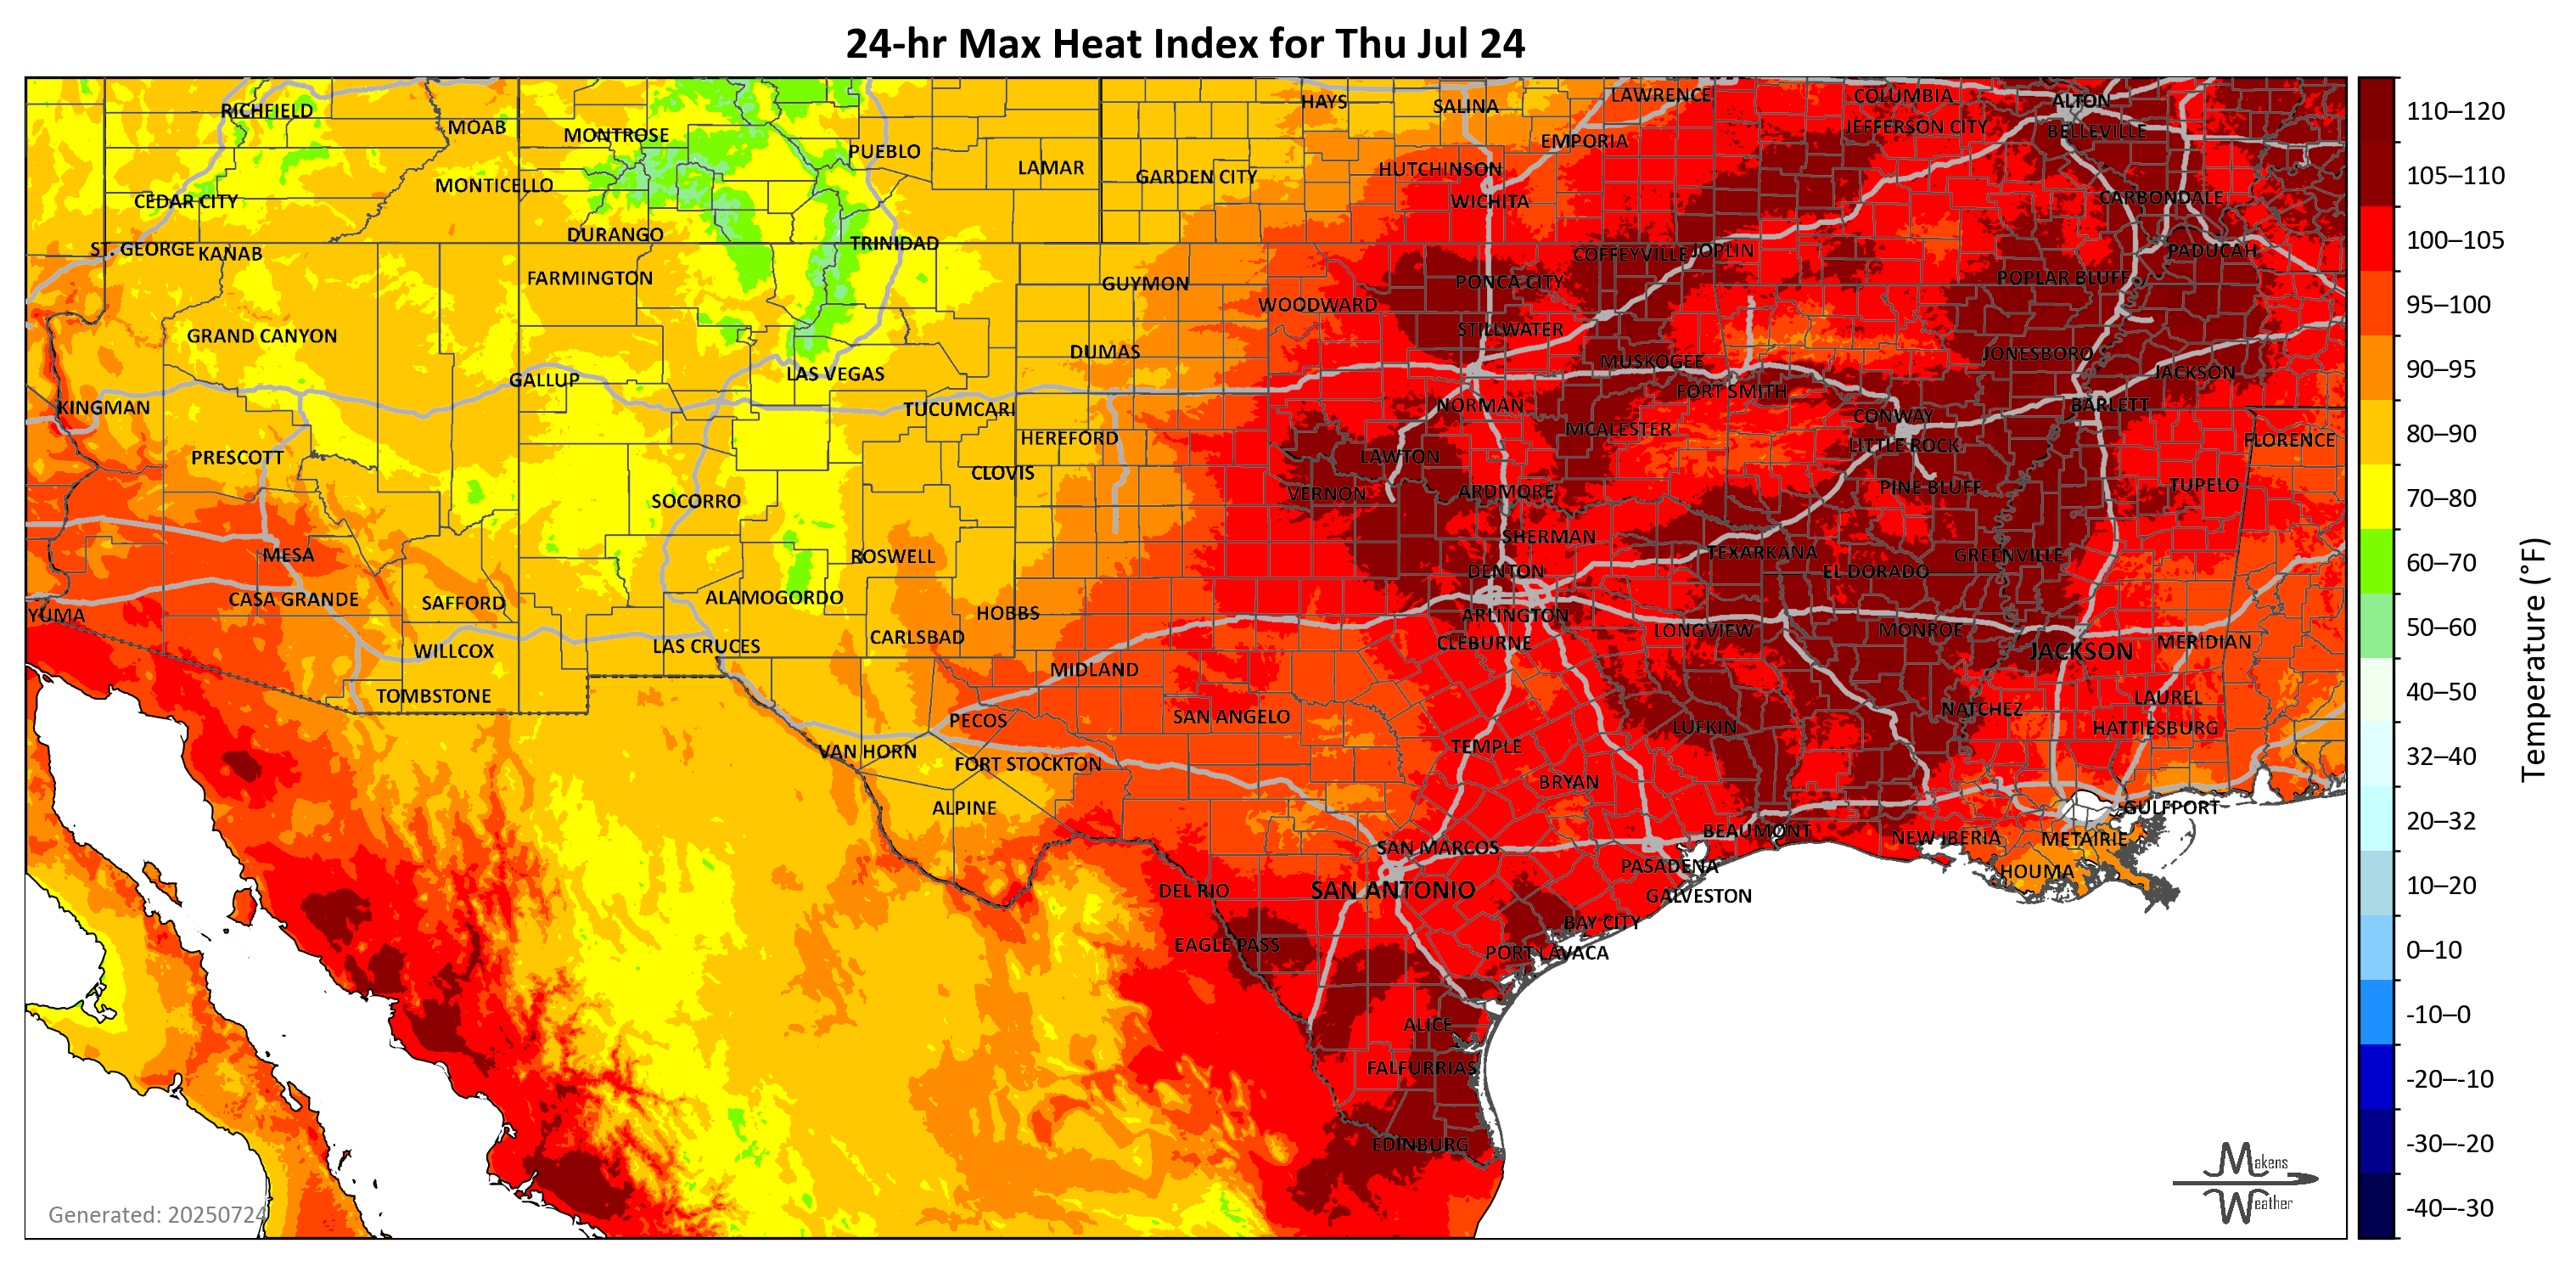 24-hr Max Heat Index for Thu Jul 24
RICHFIELD
MOAB
MONTROSE
PUEBLO
LAMAR
GARDEN CITY
HAYS
SALINA
LAWRENCE
COLUMBIA
ALTON
EMPORIA
JEFFERSON CITY
BELLEVILLE
HUTCHINSON
WICHITA
CARBONDALE
MONTICELLO
CEDAR CITY
DURANGO
TRINIDAD
ST. GEORGE
KANAB
FARMINGTON
GUYMON
WOODWARD
PONCA CITY
COFFEYVILLE
JOPLIN
POPLAR BLUFF
PADUCAH
GRAND CANYON
DUMAS
STILLWATER
MUSKOGEE
JONESBORO
JACKSON
GALLUP
LAS VEGAS
FORT SMITH
KINGMAN
TUCUMCARI
NORMAN
CONWAY
BARLETT
HEREFORD
MCALESTER
LITTLE ROCK
FLORENCE
PRESCOTT
CLOVIS
LAWTON
SOCORRO
VERNON
ARDMORE
PINE BLUFF
TUPELO
MESA
ROSWELL
SHERMAN
TEXARKANA
GREENVILLE
CASA GRANDE
SAFFORD
ALAMOGORDO
DENTON
EL DORADO
YUMA
HOBBS
ARLINGTON
WILLCOX
LAS CRUCES
CARLSBAD
CLEBURNE
LONGVIEW
MONROE
JACKSON
MERIDIAN
TOMBSTONE
MIDLAND
LAUREL
PECOS
SAN ANGELO
NATCHEZ
LUFKIN
HATTIESBURG
VAN HORN
FORT STOCKTON
TEMPLE
BRYAN
ALPINE
GULFPORT
SAN MARCOS
BEAUMONT
NEW IBERIA
METAIRIE
PASADENA
HOUMA
DEL RIO
SAN ANTONIO
GALVESTON
EAGLE PASS
BAY CITY
PORT LAVACA
ALICE
FALFURRIAS
EDINBURG
Generated: 20250724
Makens
Weather
110–120
105–110
100–105
95–100
90–95
80–90
70–80
60–70
50–60
40–50
32–40
20–32
10–20
0–10
-10–0
-20–-10
-30–-20
-40–-30
Temperature (°F)